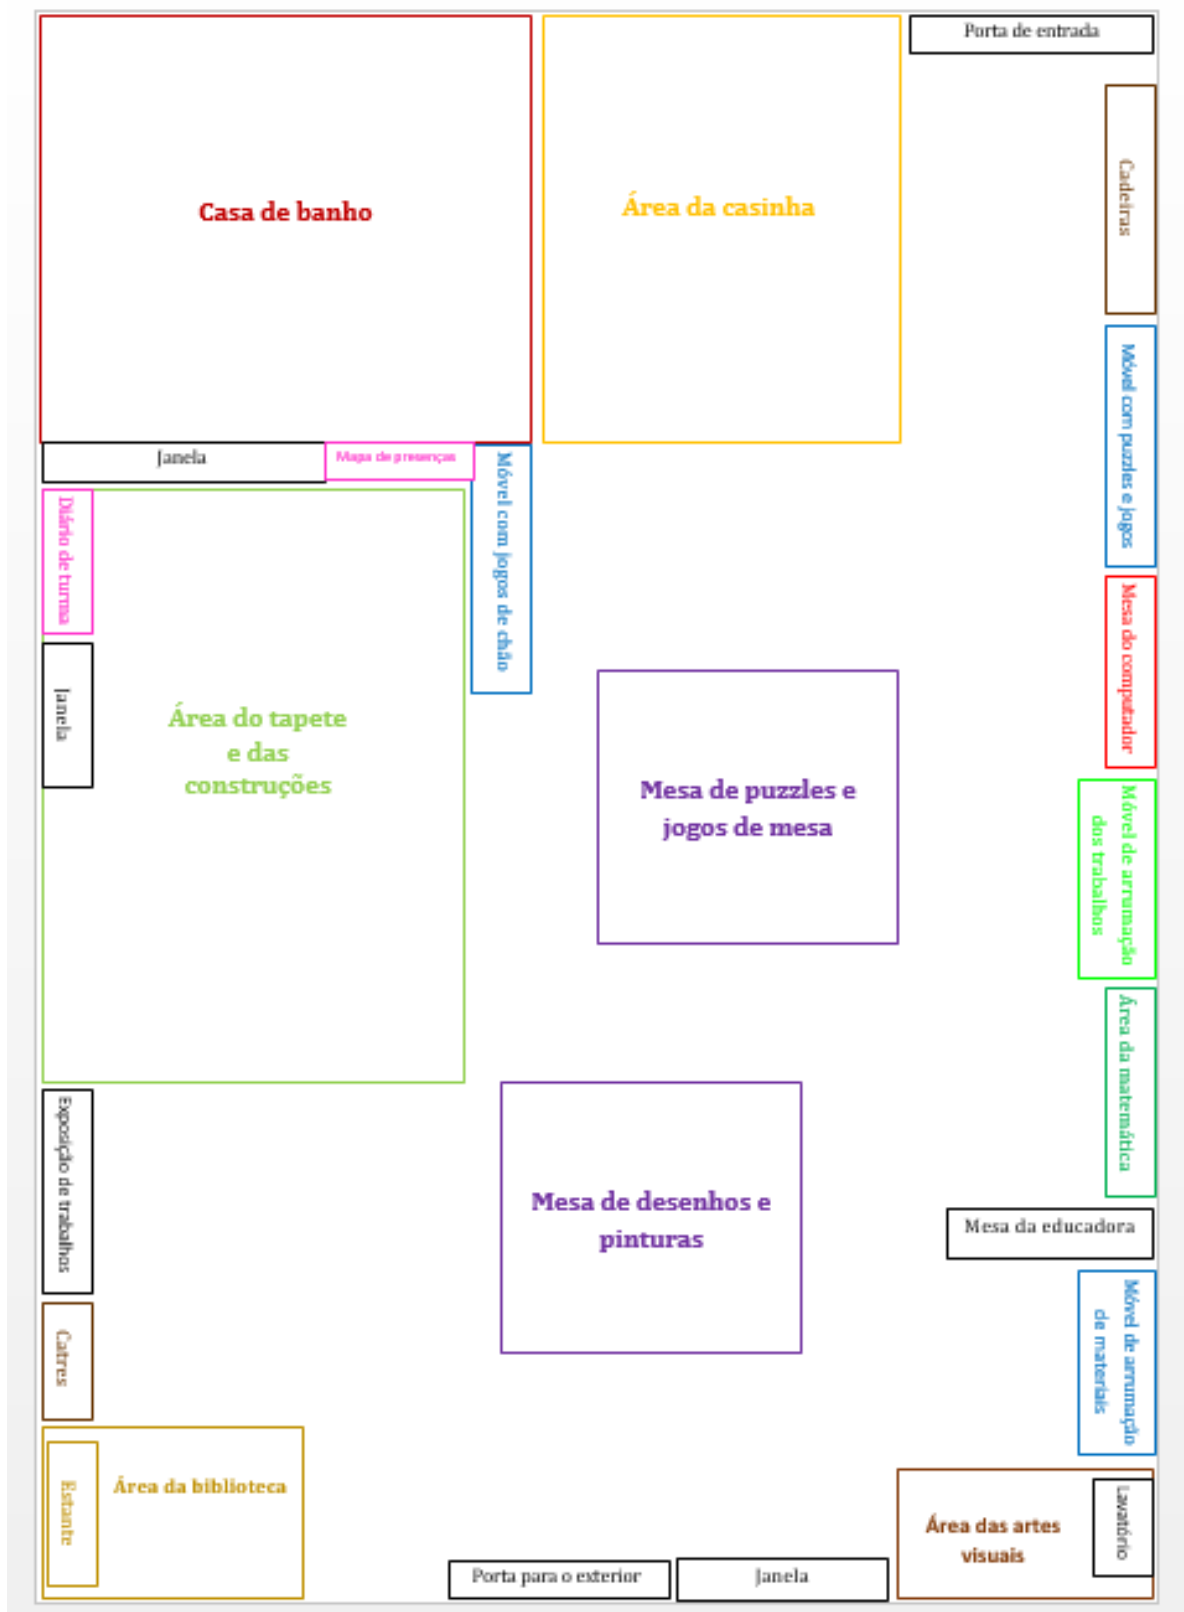 Porta de entrada
Casa de banho
Área da casinha
Cadeiras
Móvel com puzzles e jogos
Janela
Mapa de presenças
Móvel com jogos de chão
Diário de turma
Mesa do computador
Janela
Área do tapete
e das
construções
Mesa de puzzles e
jogos de mesa
Móvel de arrumação
dos trabalhos
Área da matemática
Exposição de trabalhos
Mesa de desenhos e
pinturas
Mesa da educadora
Móvel de arrumação
de materiais
Catres
Estante
Área da biblioteca
Lavatório
Área das artes
visuais
Porta para o exterior
Janela